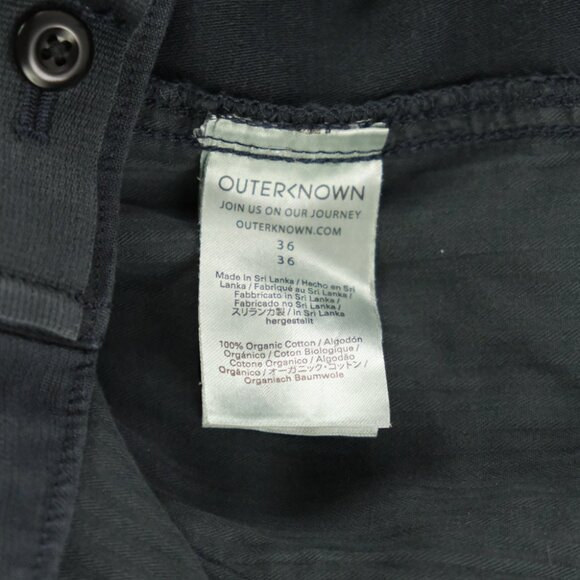 OUTERKNOWN
JOIN US ON OUR JOURNEY
OUTERKNOWN.COM
36
36
Made in Sri Lanka / Hecho en Sri
Lanka / Fabriqué au Sri Lanka /
Fabbricato in Sri Lanka /
Fabricado no Sri Lanka /
スリランカ製 / in Sri Lanka
hergestallt
100% Organic Cotton / Algodón
Orgánico / Coton Biologique /
Cotone Organico / Algodão
Orgânico / オーガニック・コットン /
Organisch Baumwole